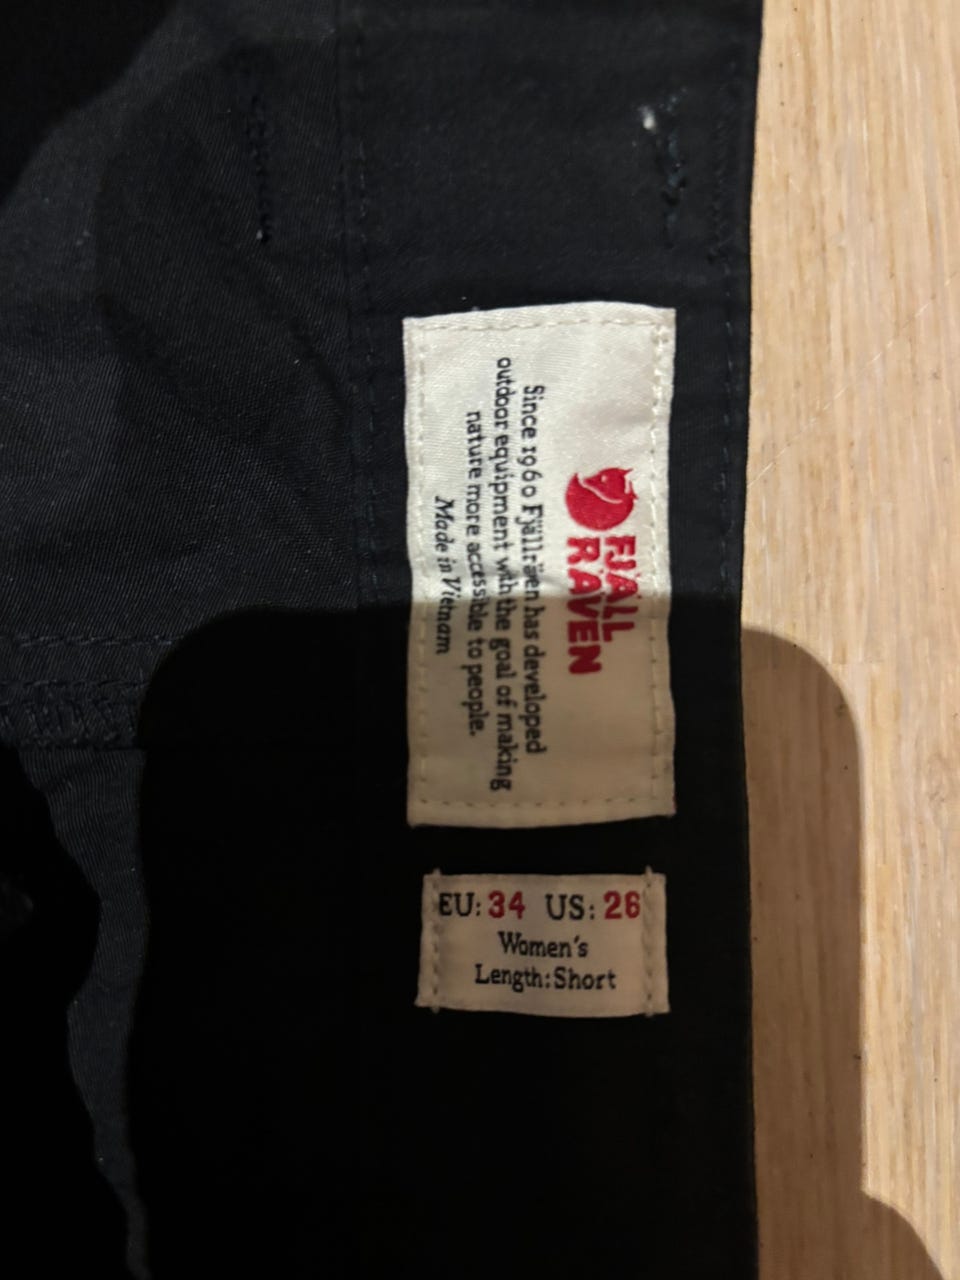 FJÄLL
RÄVEN
Since 1960 Fjällräven has developed
outdoor equipment with the goal of making
nature more accessible to people.
Made in Vietnam
EU: 34 US: 26
Women's
Length: Short